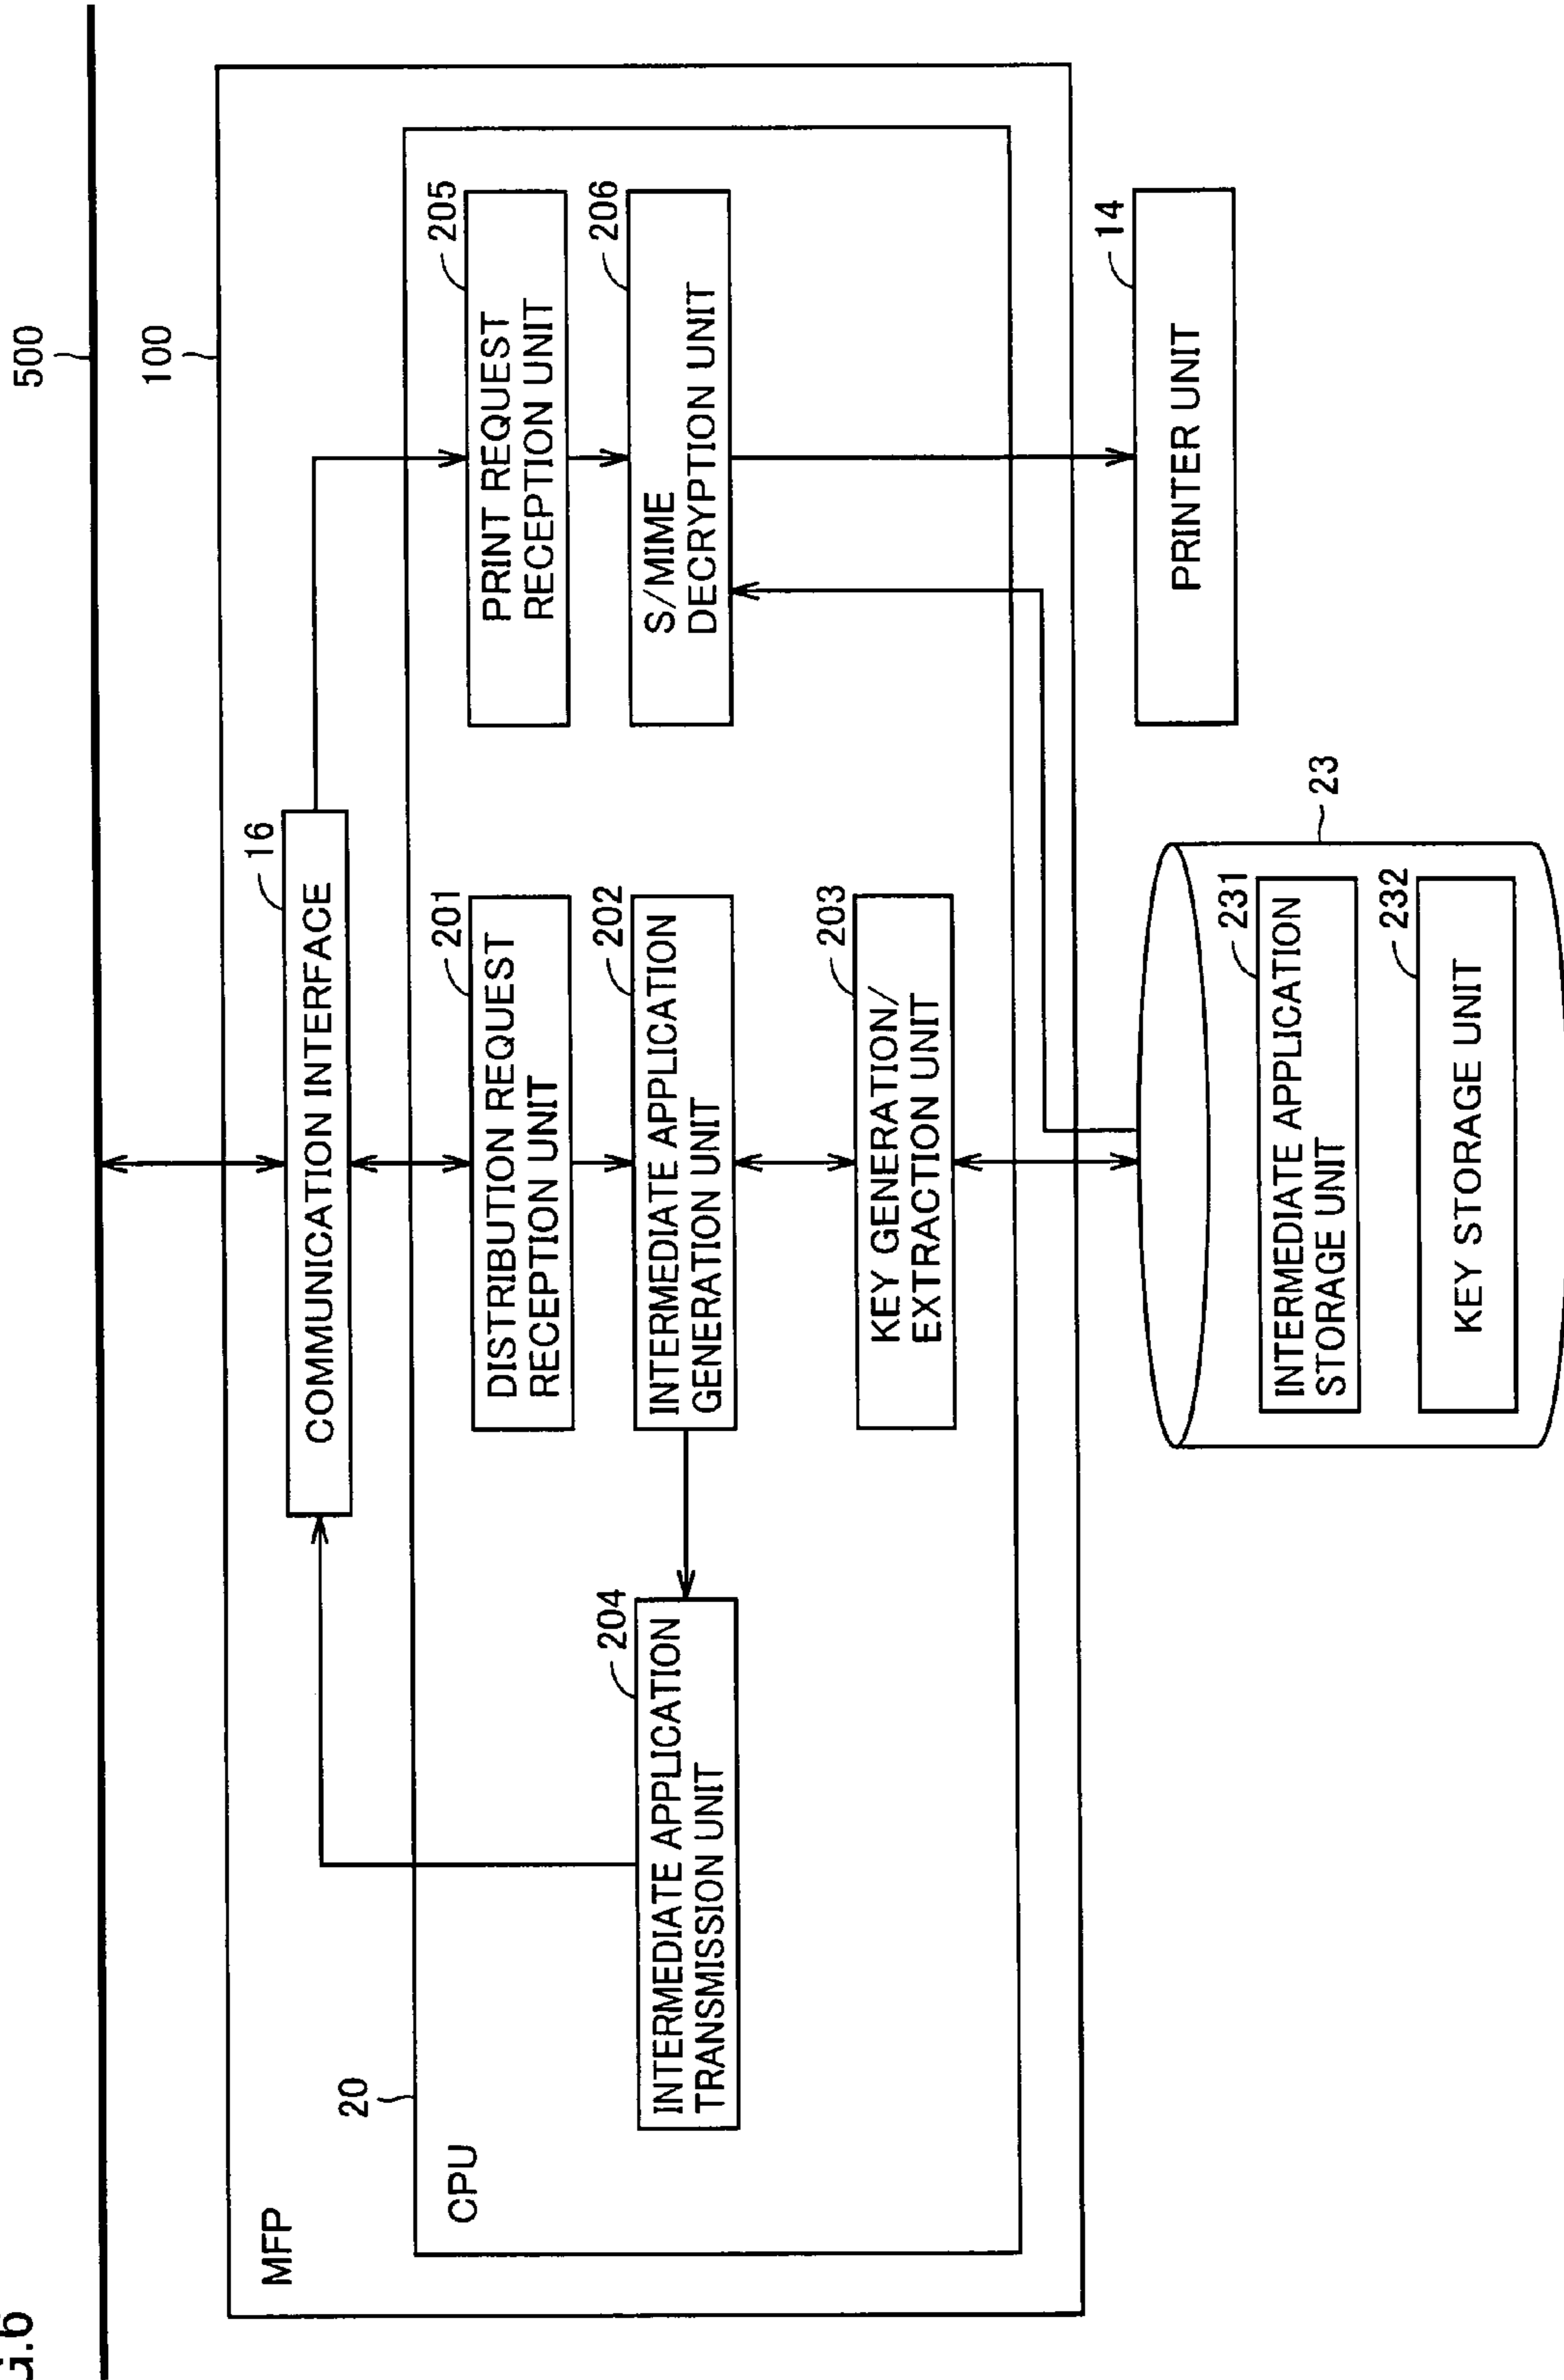 G.6
500
100
MFP
16
COMMUNICATION INTERFACE
20
CPU
201
DISTRIBUTION REQUEST
RECEPTION UNIT
205
PRINT REQUEST
RECEPTION UNIT
204
INTERMEDIATE APPLICATION
TRANSMISSION UNIT
202
INTERMEDIATE APPLICATION
GENERATION UNIT
206
S/MIME
DECRYPTION UNIT
203
KEY GENERATION/
EXTRACTION UNIT
14
PRINTER UNIT
23
231
INTERMEDIATE APPLICATION
STORAGE UNIT
232
KEY STORAGE UNIT